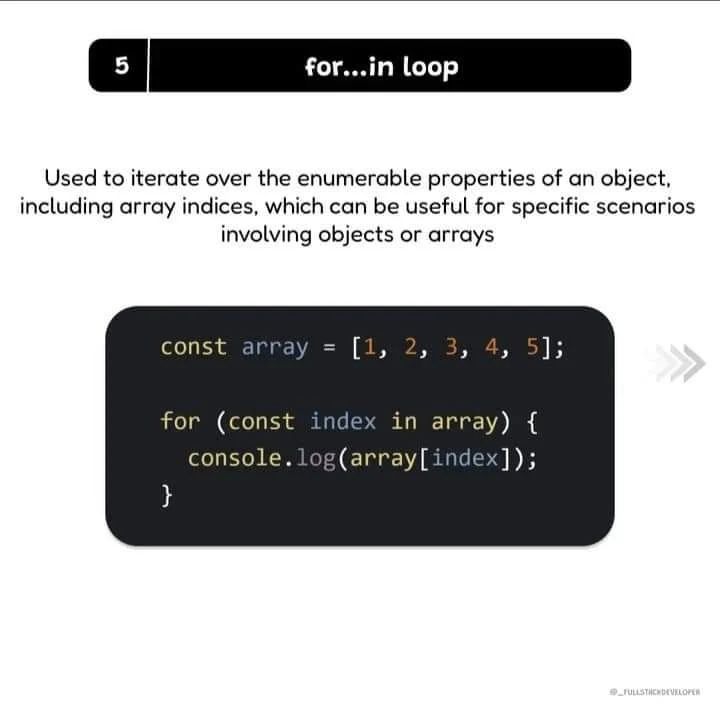 5
for...in loop
Used to iterate over the enumerable properties of an object,
including array indices, which can be useful for specific scenarios
involving objects or arrays
const array = [1, 2, 3, 4, 5];
for (const index in array) {
console.log(array[index]);
}
@_FULLSTACKDEVELOPER